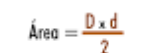 Área = D x d / 2